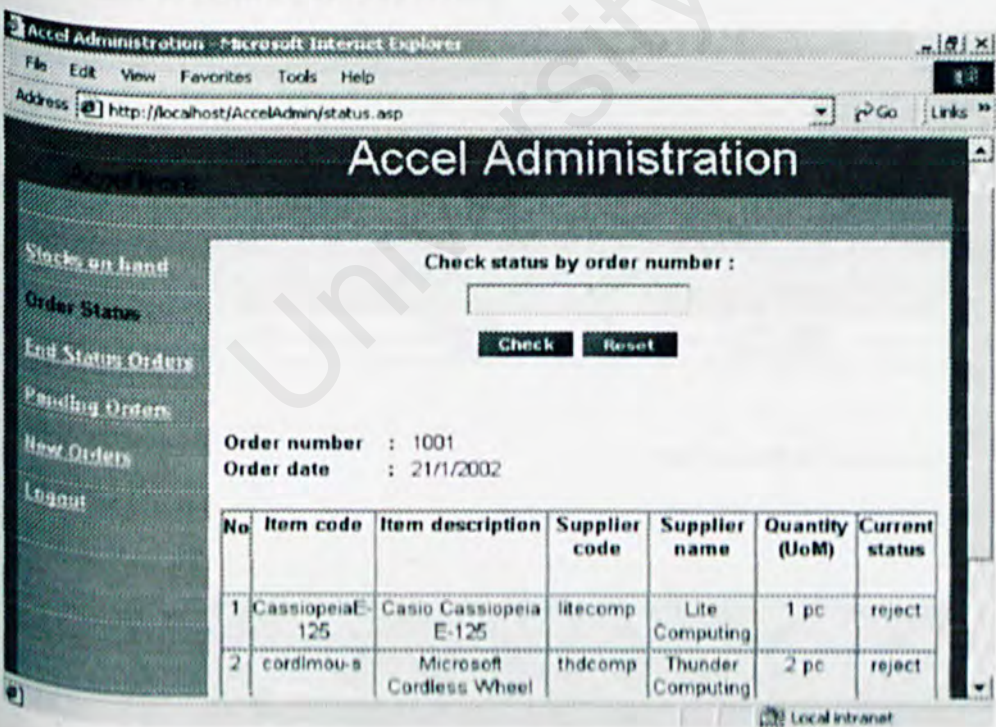 Accel Administration - Microsoft Internet Explorer
File Edit View Favorites Tools Help
Address http://localhost/AccelAdmin/status.asp Go Links »
Accel Administration
Stocks on hand
Order Status
End Status Orders
Pending Orders
New Orders
Logout
Check status by order number :
Check Reset
Order number : 1001
Order date : 21/1/2002
No Item code Item description Supplier code Supplier name Quantity (UoM) Current status
1 CassiopeiaE-125 Casio Cassiopeia E-125 litecomp Lite Computing 1 pc reject
2 cordlmou-s Microsoft Cordless Wheel thdcomp Thunder Computing 2 pc reject
Local intranet
University